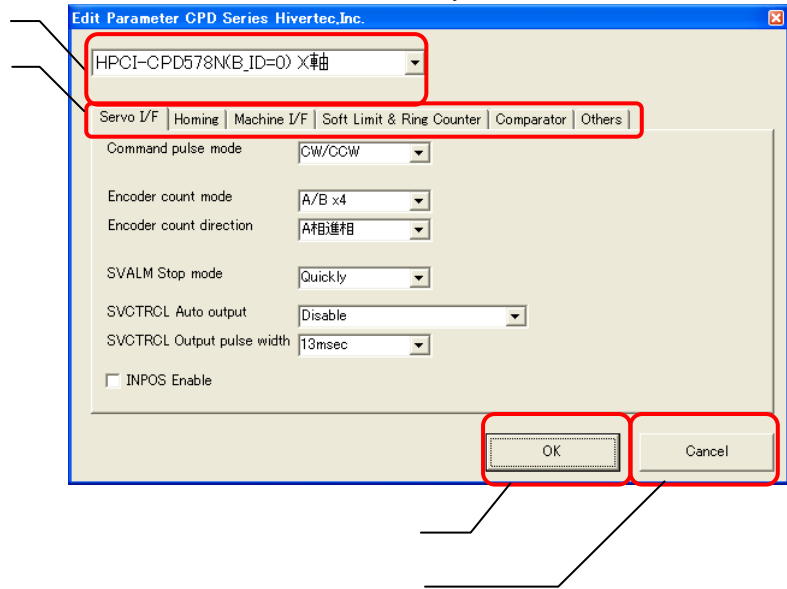 Edit Parameter CPD Series Hivertec,Inc.
HPCI-CPD578N(B_ID=0) X軸
Servo I/F Homing Machine I/F Soft Limit & Ring Counter Comparator Others
Command pulse mode CW/CCW
Encoder count mode A/B x4
Encoder count direction A相進相
SVALM Stop mode Quickly
SVCTRCL Auto output Disable
SVCTRCL Output pulse width 13msec
INPOS Enable
OK Cancel